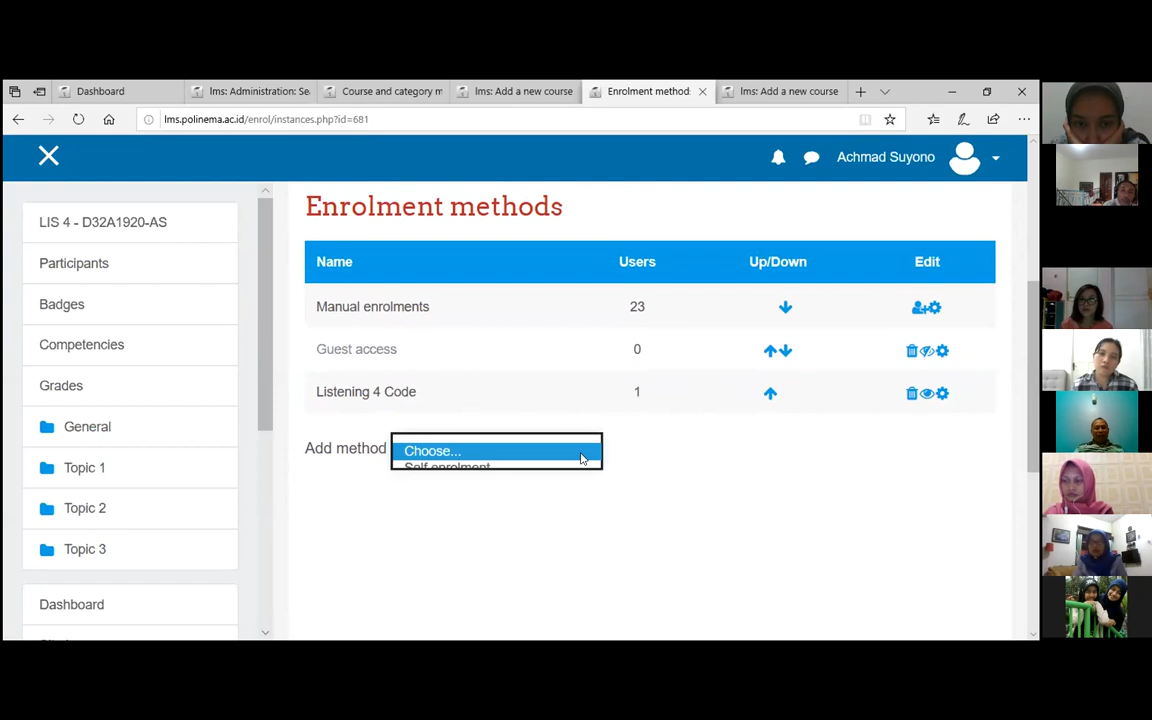 Dashboard
lms: Administration: Se
Course and category m
lms: Add a new course
Enrolment method
lms: Add a new course
lms.polinema.ac.id/enrol/instances.php?id=681
Achmad Suyono
LIS 4 - D32A1920-AS
Participants
Badges
Competencies
Grades
General
Topic 1
Topic 2
Topic 3
Dashboard
Enrolment methods
Name Users Up/Down Edit
Manual enrolments 23
Guest access 0
Listening 4 Code 1
Add method Choose...
Self enrolment